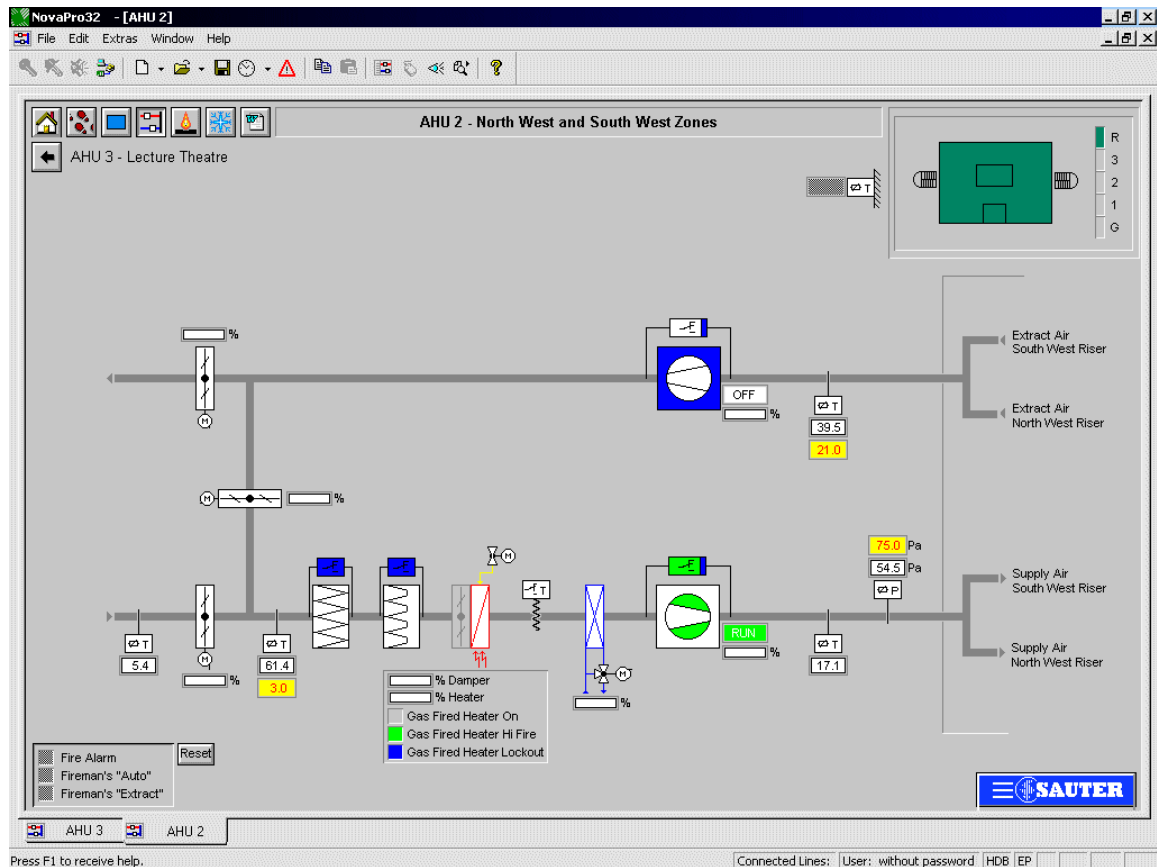 NovaPro32 - [AHU 2]
File Edit Extras Window Help
AHU 2 - North West and South West Zones
AHU 3 - Lecture Theatre
R
3
2
1
G
T
%
F
Extract Air
South West Riser
OFF
%
T
39.5
21.0
Extract Air
North West Riser
M
M
%
75.0 Pa
54.5 Pa
P
M
T
F
Supply Air
South West Riser
T
5.4
M
%
T
61.4
3.0
RUN
%
T
17.1
Supply Air
North West Riser
M
%
% Damper
% Heater
Gas Fired Heater On
Gas Fired Heater Hi Fire
Gas Fired Heater Lockout
Fire Alarm
Fireman's "Auto"
Fireman's "Extract"
Reset
SAUTER
AHU 3 AHU 2
Press F1 to receive help. Connected Lines: User: without password HDB EP